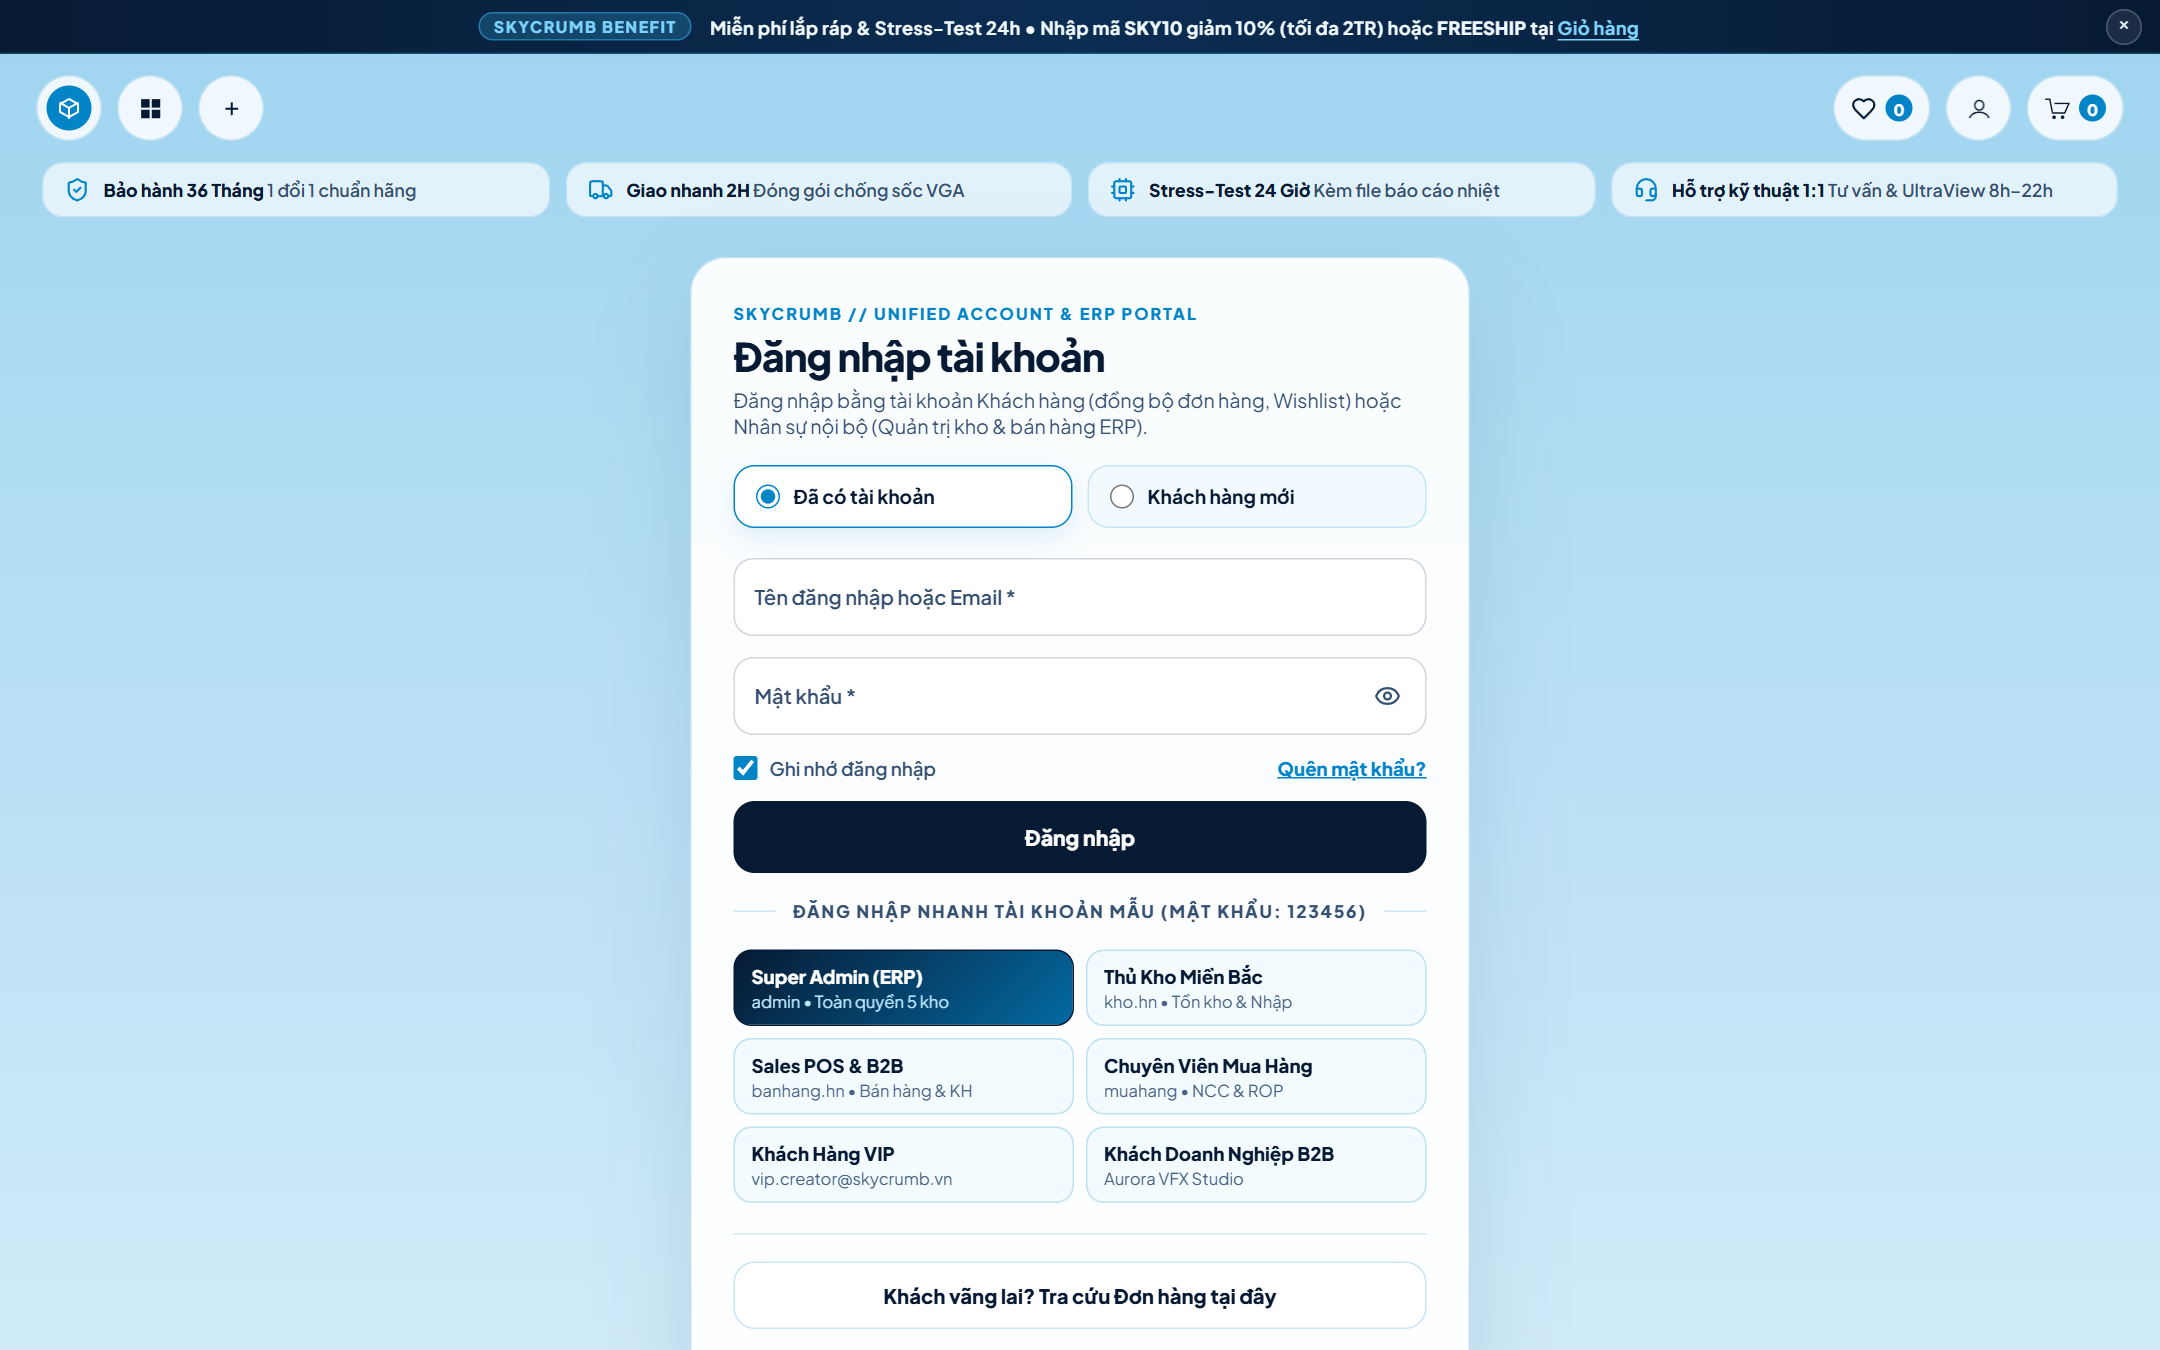 SKYCRUMB BENEFIT Miễn phí lắp ráp & Stress-Test 24h • Nhập mã SKY10 giảm 10% (tối đa 2TR) hoặc FREESHIP tại Giỏ hàng ×
+ 0 0
Bảo hành 36 Tháng 1 đổi 1 chuẩn hãng
Giao nhanh 2H Đóng gói chống sốc VGA
Stress-Test 24 Giờ Kèm file báo cáo nhiệt
Hỗ trợ kỹ thuật 1:1 Tư vấn & UltraView 8h–22h
SKYCRUMB // UNIFIED ACCOUNT & ERP PORTAL
Đăng nhập tài khoản
Đăng nhập bằng tài khoản Khách hàng (đồng bộ đơn hàng, Wishlist) hoặc
Nhân sự nội bộ (Quản trị kho & bán hàng ERP).
Đã có tài khoản
Khách hàng mới
Tên đăng nhập hoặc Email *
Mật khẩu *
Ghi nhớ đăng nhập
Quên mật khẩu?
Đăng nhập
ĐĂNG NHẬP NHANH TÀI KHOẢN MẪU (MẬT KHẨU: 123456)
Super Admin (ERP)
admin • Toàn quyền 5 kho
Thủ Kho Miền Bắc
kho.hn • Tồn kho & Nhập
Sales POS & B2B
banhang.hn • Bán hàng & KH
Chuyên Viên Mua Hàng
muahang • NCC & ROP
Khách Hàng VIP
vip.creator@skycrumb.vn
Khách Doanh Nghiệp B2B
Aurora VFX Studio
Khách vãng lai? Tra cứu Đơn hàng tại đây